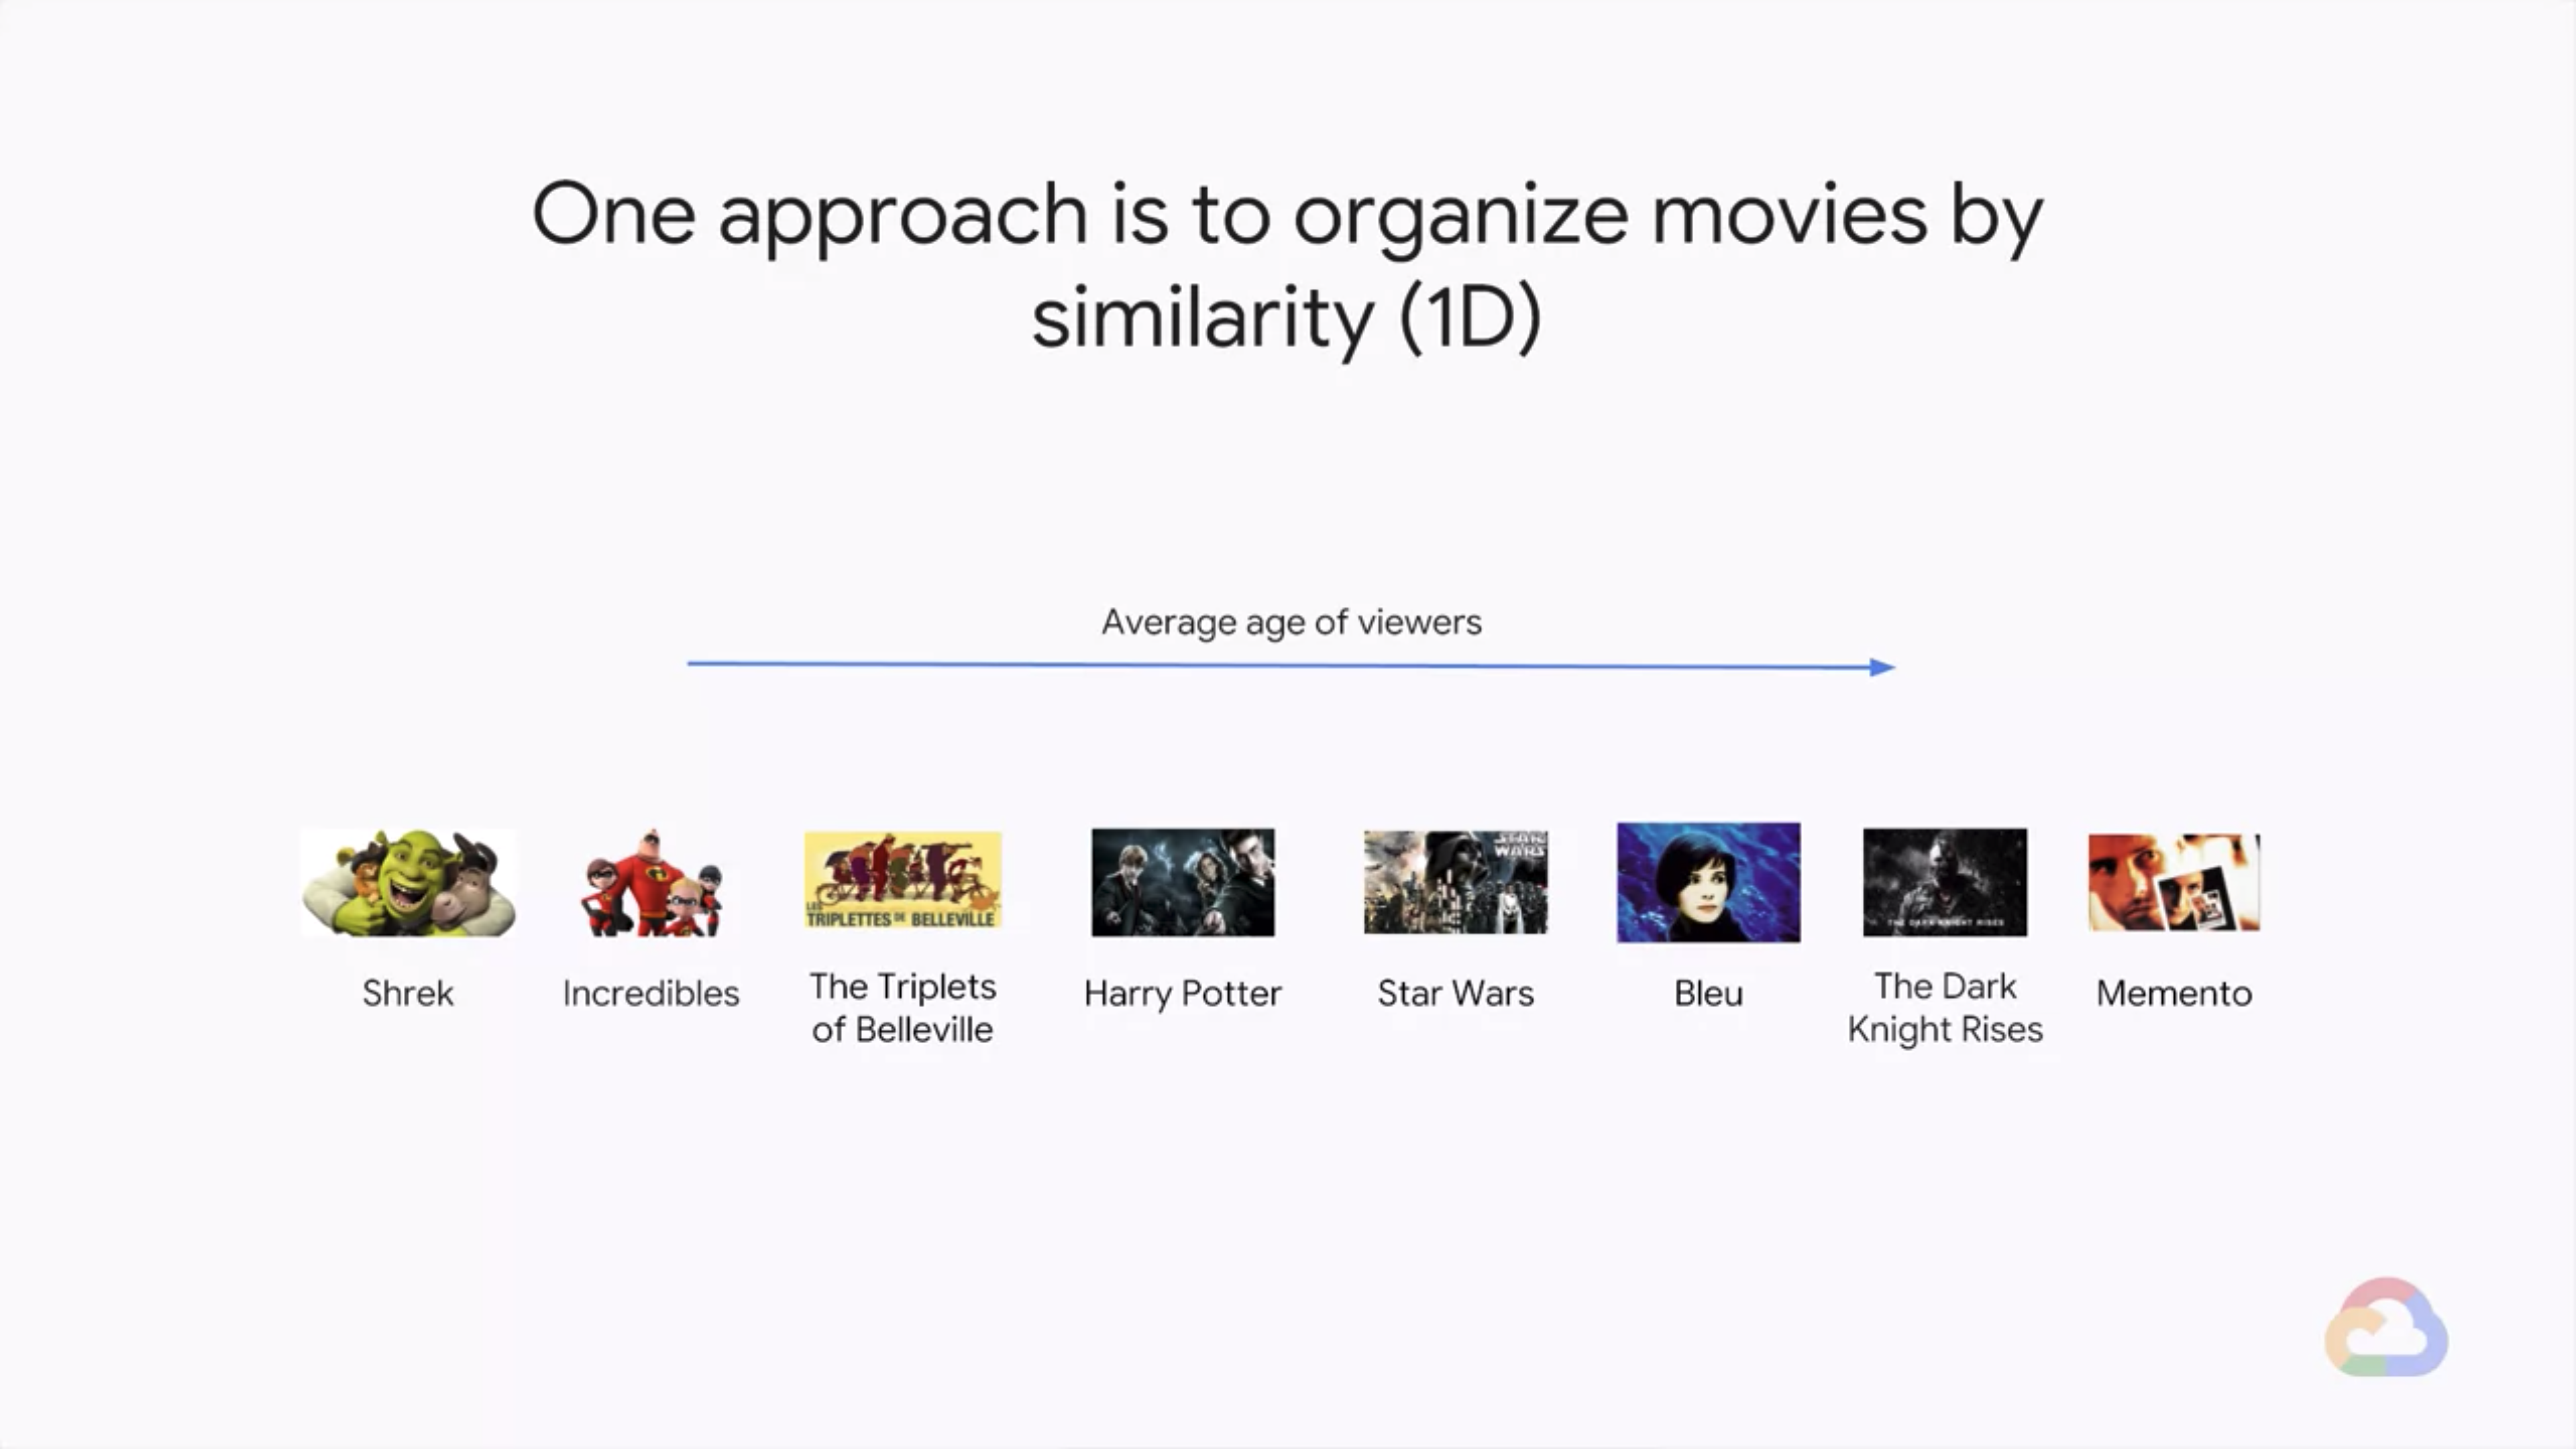 One approach is to organize movies by
similarity (1D)
Average age of viewers
LES
TRIPLETTES DE BELLEVILLE
STAR
WARS
THE DARK KNIGHT RISES
Shrek
Incredibles
The Triplets
of Belleville
Harry Potter
Star Wars
Bleu
The Dark
Knight Rises
Memento